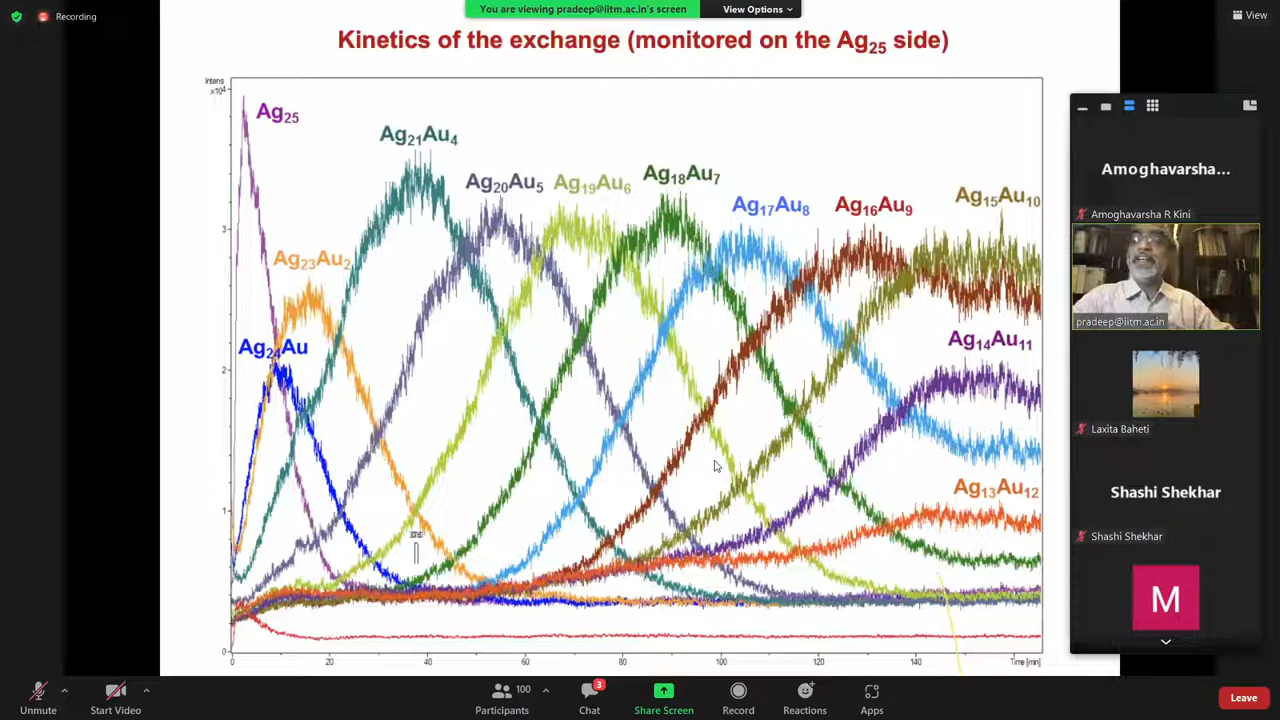 Recording
You are viewing pradeep@iitm.ac.in's screen
View Options
View
Kinetics of the exchange (monitored on the Ag25 side)
Intens
x10⁴
Ag25
Ag21Au4
Ag20Au5
Ag19Au6
Ag18Au7
Ag17Au8
Ag16Au9
Ag15Au10
Ag23Au2
Ag24Au
Ag14Au11
Ag13Au12
3
2
1
0
0 20 40 60 80 100 120 140 Time [min]
Amoghavarsha...
Amoghavarsha R Kini
pradeep@iitm.ac.in
Laxita Baheti
Shashi Shekhar
Shashi Shekhar
M
Unmute
Start Video
100
Participants
3
Chat
Share Screen
Record
Reactions
Apps
Leave